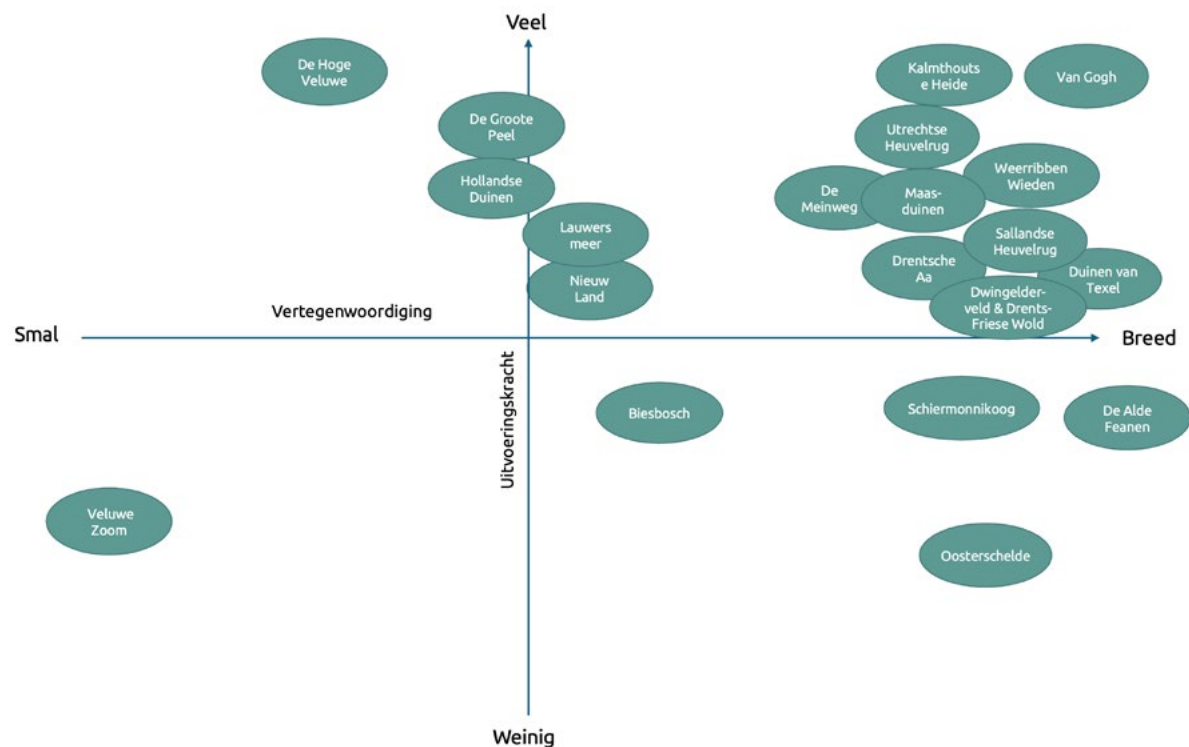 Veel
De Hoge
Veluwe
Kalmthouts
e Heide
Van Gogh
De Groote
Peel
Utrechtse
Heuvelrug
Hollandse
Duinen
Weerribben
Wieden
De
Meinweg
Maas-
duinen
Lauwers
meer
Sallandse
Heuvelrug
Drentsche
Aa
Duinen van
Texel
Nieuw
Land
Dwingelder-
veld & Drents-
Friese Wold
Vertegenwoordiging
Smal
Breed
Uitvoeringskracht
Biesbosch
Schiermonnikoog
De Alde
Feanen
Veluwe
Zoom
Oosterschelde
Weinig